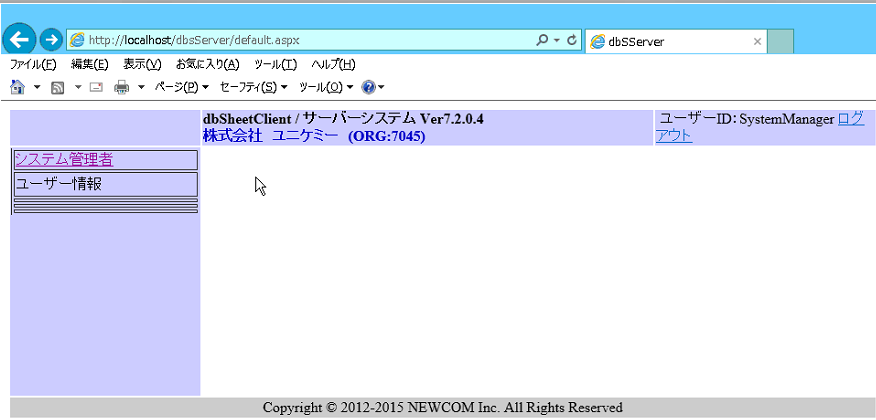 http://localhost/dbsServer/default.aspx
dbSServer
ファイル(F) 編集(E) 表示(V) お気に入り(A) ツール(T) ヘルプ(H)
ページ(P) セーフティ(S) ツール(O)
dbSheetClient / サーバーシステム Ver7.2.0.4
株式会社 ユニケミー (ORG:7045)
ユーザーID: SystemManager ログ
アウト
システム管理者
ユーザー情報
Copyright © 2012-2015 NEWCOM Inc. All Rights Reserved